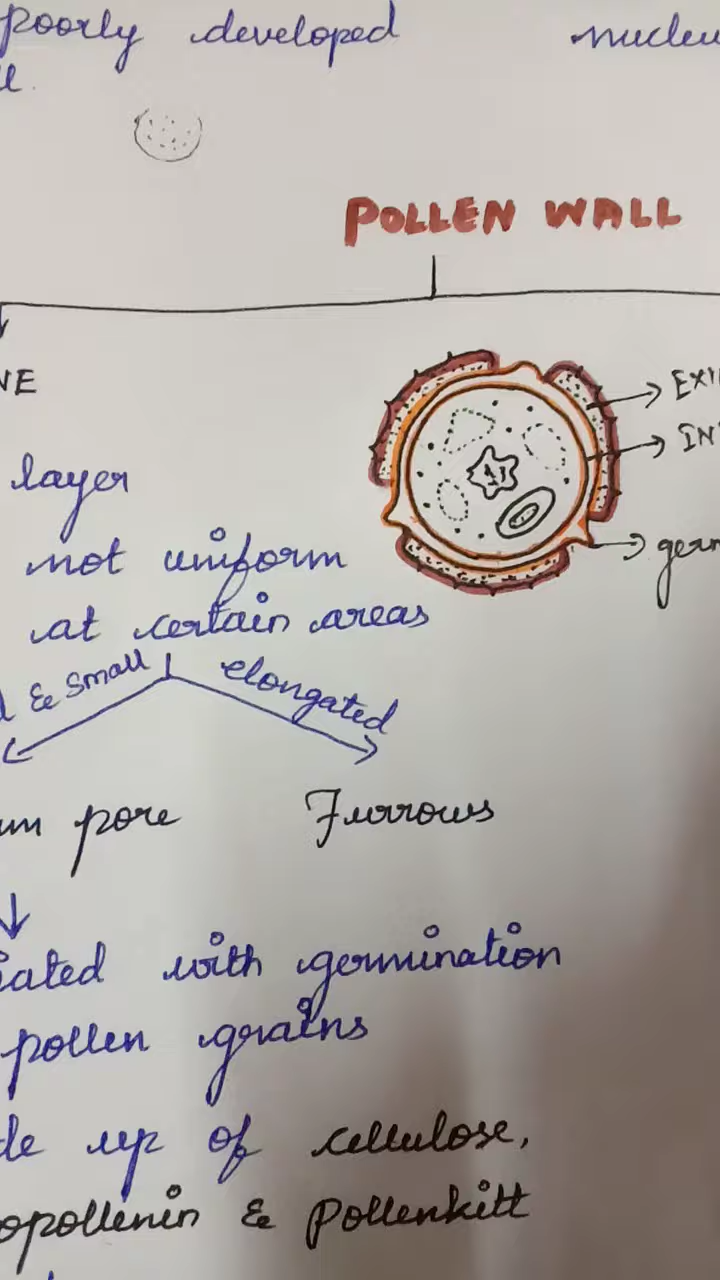 poorly developed nucleu
POLLEN WALL
NE
EXI
IN
layer
germ
not uniform
at certain areas
& small elongated
pore Furrows
iated with germination
pollen grains
de up of cellulose,
opollenin & Pollenkitt